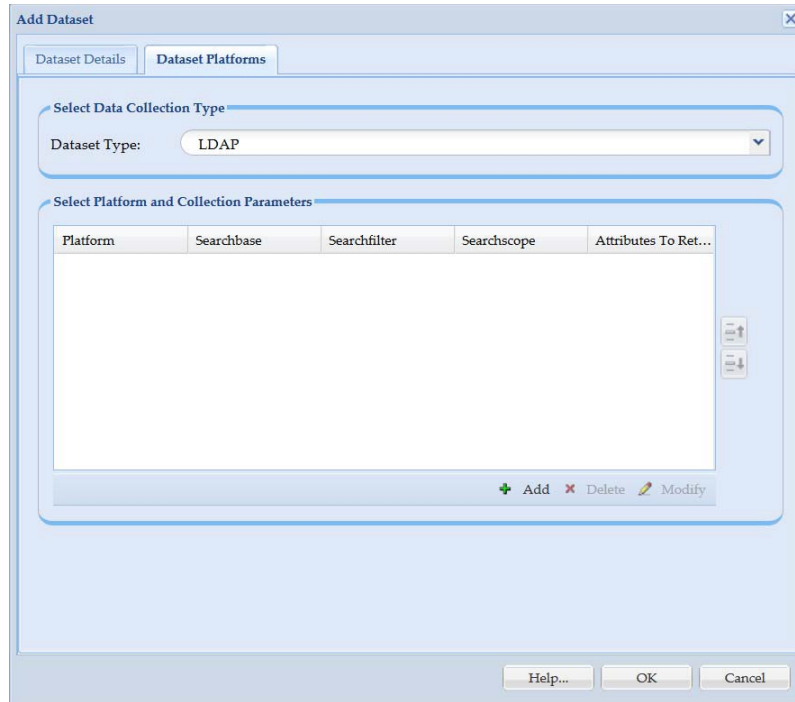 Add Dataset
Dataset Details Dataset Platforms
Select Data Collection Type
Dataset Type: LDAP
Select Platform and Collection Parameters
Platform Searchbase Searchfilter Searchscope Attributes To Ret...
Add Delete Modify
Help... OK Cancel